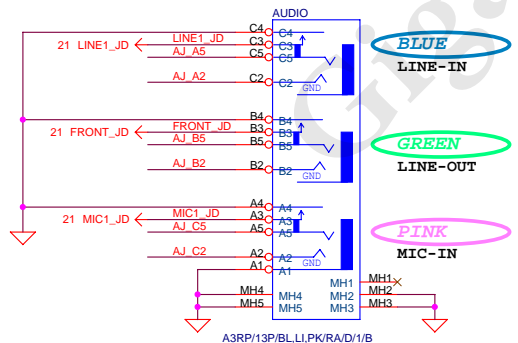 AUDIO
C4 C4
21 LINE1_JD LINE1_JD C3 C3
AJ_A5 C5 C5
AJ_A2 C2 C2
GND
BLUE
LINE-IN
B4 B4
21 FRONT_JD FRONT_JD B3 B3
AJ_B5 B5 B5
AJ_B2 B2 B2
GND
GREEN
LINE-OUT
A4 A4
21 MIC1_JD MIC1_JD A3 A3
AJ_C5 A5 A5
AJ_C2 A2 A2
GND
A1 A1
PINK
MIC-IN
MH1 MH1
MH4 MH4 MH2 MH2
MH5 MH5 MH3 MH3
A3RP/13P/BL,LI,PK/RA/D/1/B